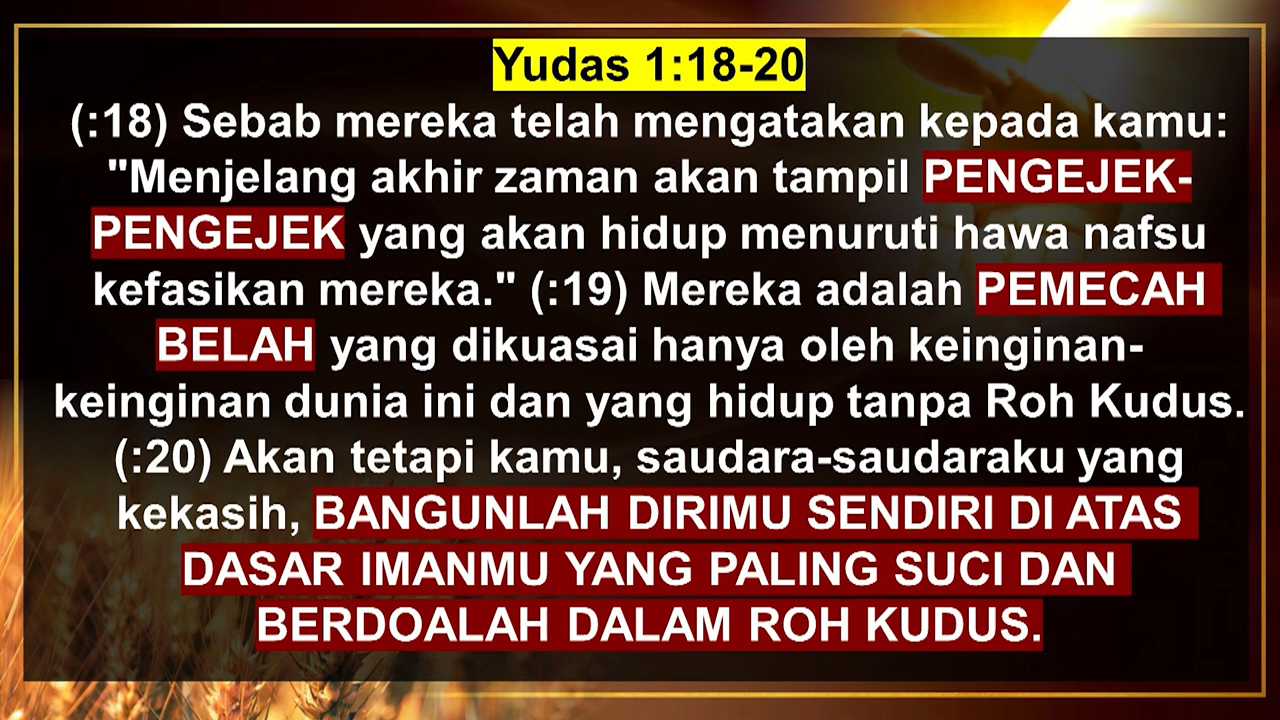 Yudas 1:18-20
(:18) Sebab mereka telah mengatakan kepada kamu:
"Menjelang akhir zaman akan tampil PENGEJEK-
PENGEJEK yang akan hidup menuruti hawa nafsu
kefasikan mereka." (:19) Mereka adalah PEMECAH
BELAH yang dikuasai hanya oleh keinginan-
keinginan dunia ini dan yang hidup tanpa Roh Kudus.
(:20) Akan tetapi kamu, saudara-saudaraku yang
kekasih, BANGUNLAH DIRIMU SENDIRI DI ATAS
DASAR IMANMU YANG PALING SUCI DAN
BERDOALAH DALAM ROH KUDUS.